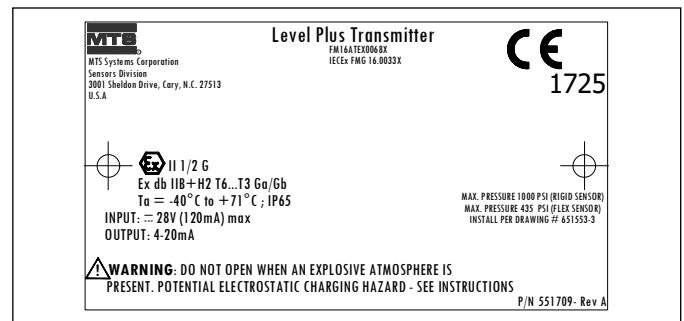 MTS
Level Plus Transmitter
FM16ATEX0068X
IECEx FMG 16.0033X
CE
1725
MTS Systems Corporation
Sensors Division
3001 Sheldon Drive, Cary, N.C. 27513
U.S.A
Ex II 1/2 G
Ex db IIB+H2 T6...T3 Ga/Gb
Ta = -40°C to +71°C ; IP65
INPUT: ⎓ 28V (120mA) max
OUTPUT: 4-20mA
MAX. PRESSURE 1000 PSI (RIGID SENSOR)
MAX. PRESSURE 435 PSI (FLEX SENSOR)
INSTALL PER DRAWING # 651553-3
WARNING: DO NOT OPEN WHEN AN EXPLOSIVE ATMOSPHERE IS
PRESENT. POTENTIAL ELECTROSTATIC CHARGING HAZARD - SEE INSTRUCTIONS
P/N 551709- Rev A